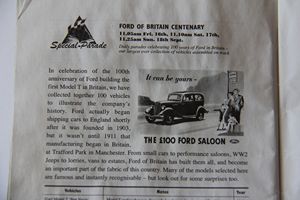 Special-Parade
FORD OF BRITAIN CENTENARY
11.05am Fri, 16th, 11.10am Sat, 17th,
11.25am Sun, 18th Sept.
Daily parades celebrating 100 years of Ford in Britain -
our largest ever collection of vehicles assembled on track
In celebration of the 100th
anniversary of Ford building the
first Model T in Britain, we have
collected together 100 vehicles
to illustrate the company's
history. Ford actually began
shipping cars to England shortly
after it was founded in 1903,
but it wasn't until 1911 that
manufacturing began in Britain,
It can be yours -
THE £100 FORD SALOON
at Trafford Park in Manchester. From small cars to performance saloons, WW2
Jeeps to lorries, vans to estates, Ford of Britain has built them all, and become
an important part of the fabric of this country. Many of the models selected here
are famous and instantly recognisable – but look out for some surprises too.
Vehicles Notes Year